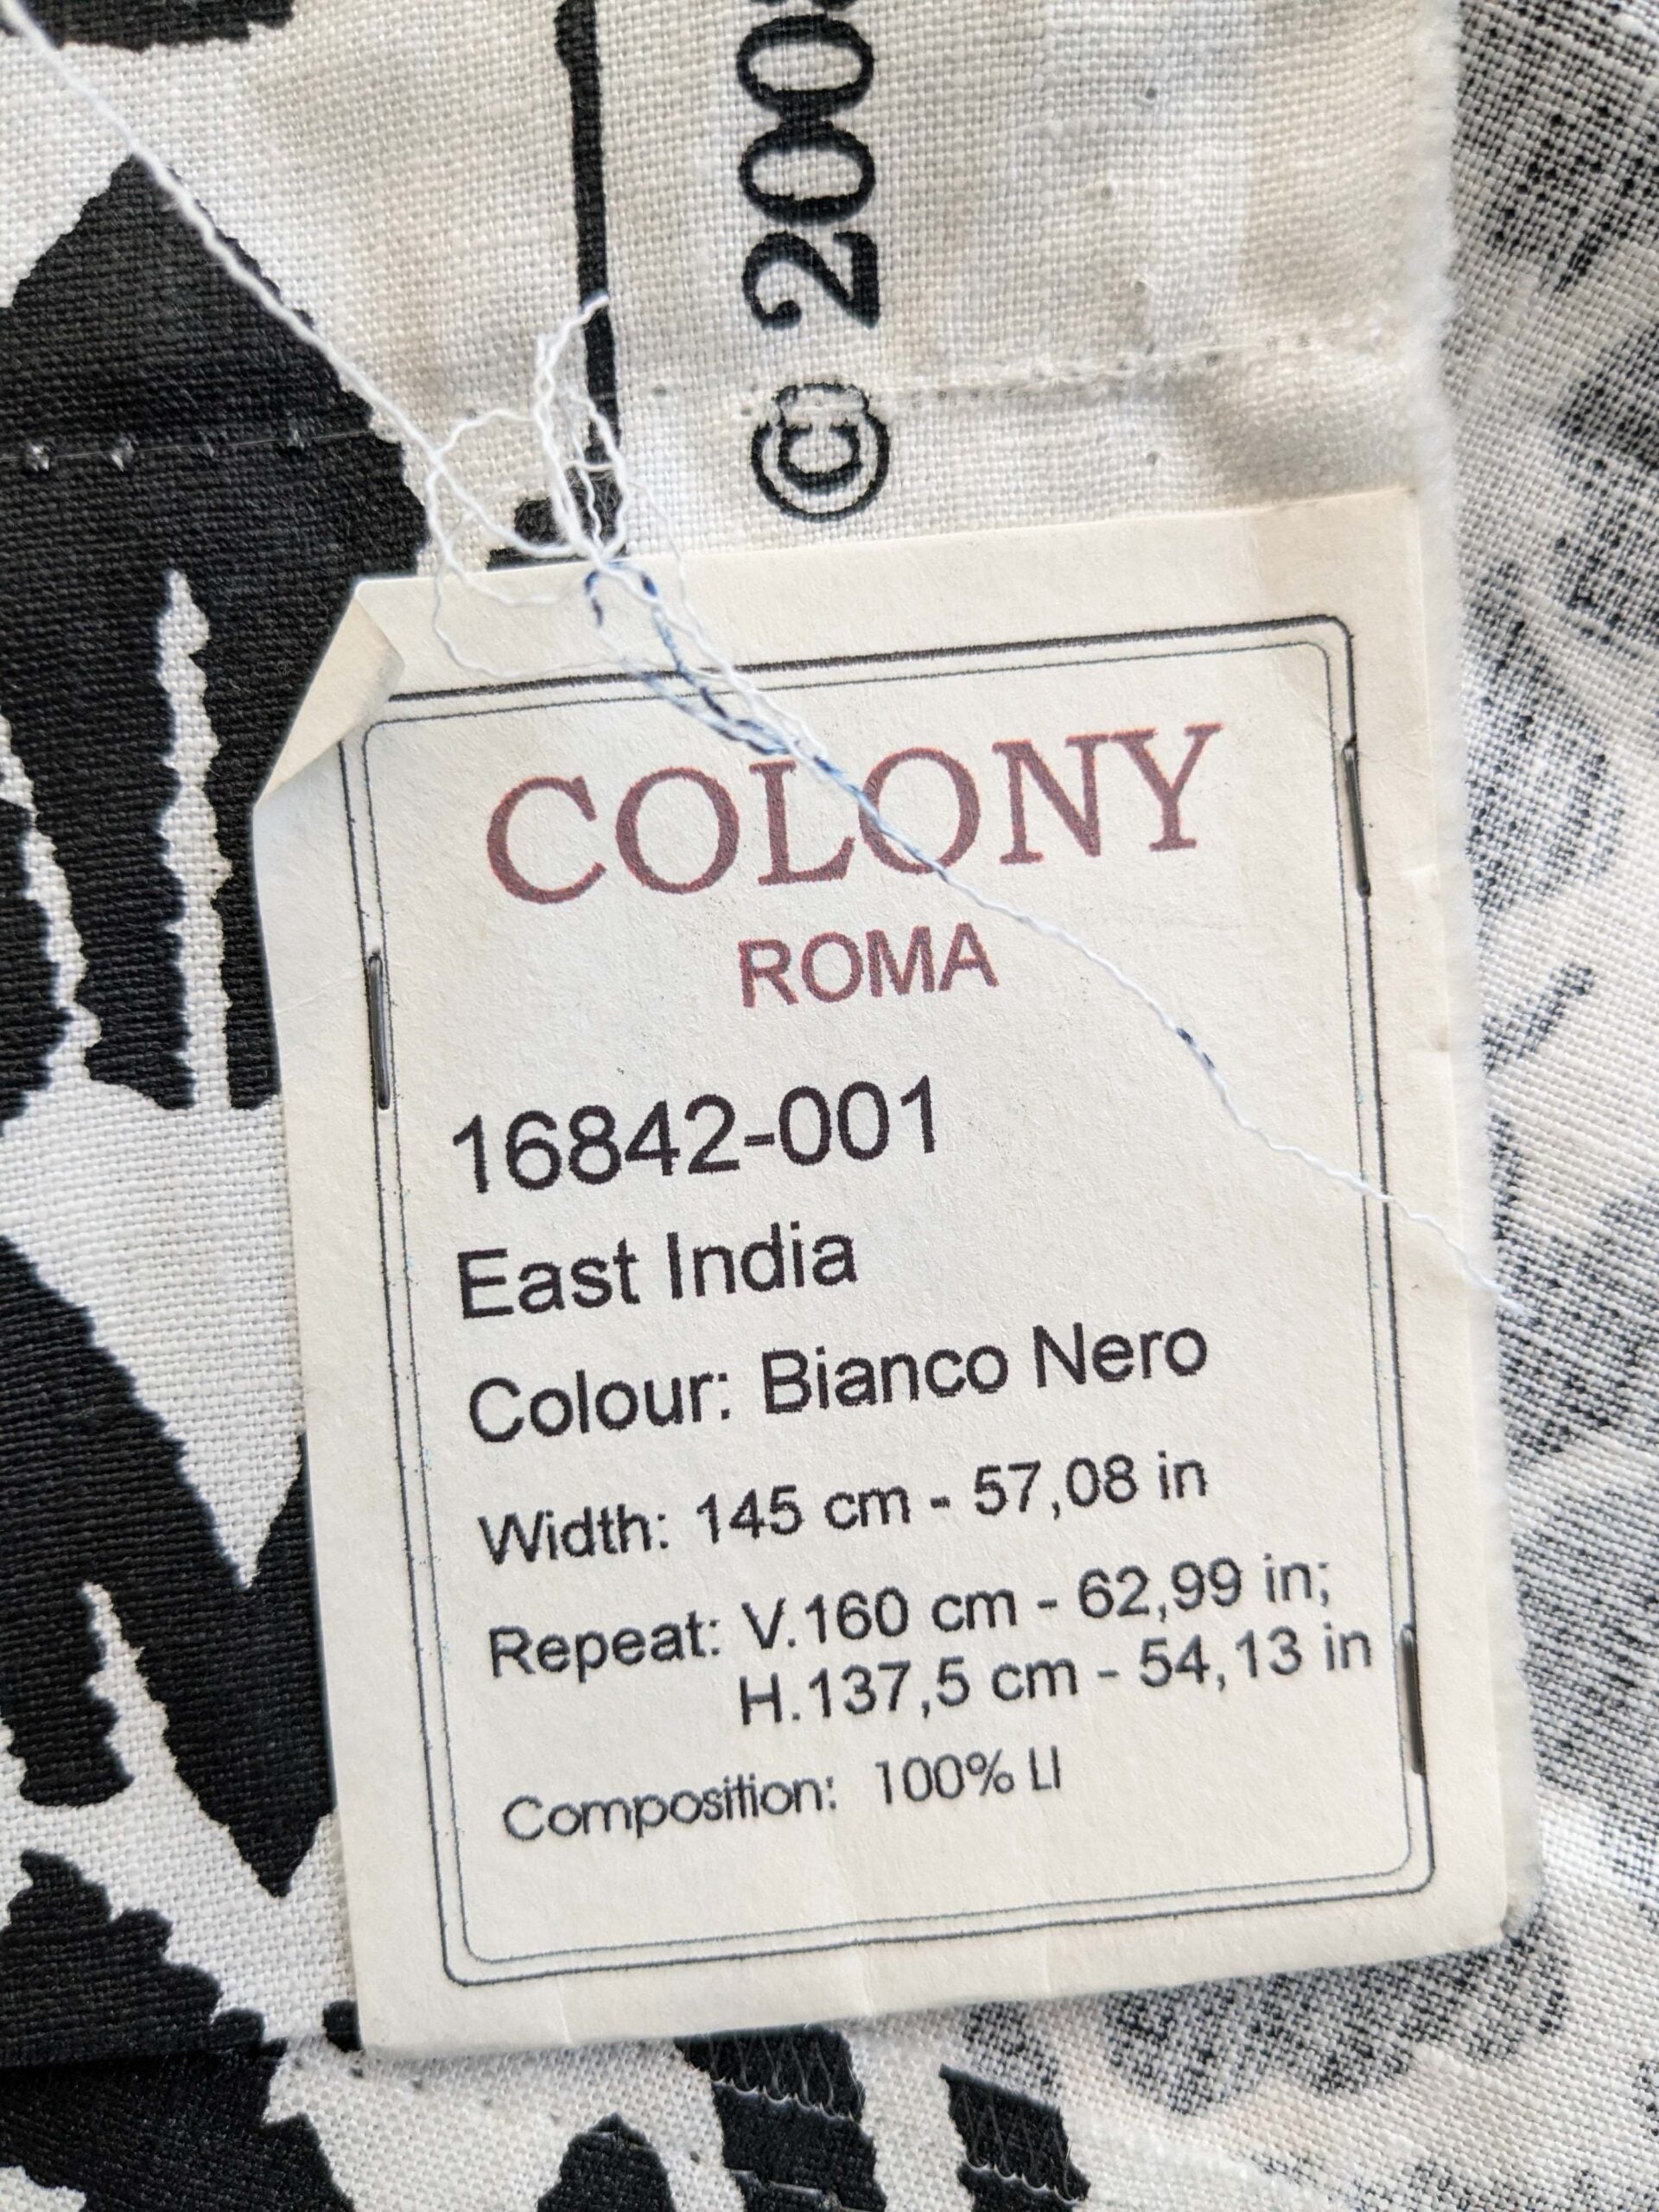 © 200
COLONY
ROMA
16842-001
East India
Colour: Bianco Nero
Width: 145 cm - 57,08 in
Repeat: V.160 cm - 62,99 in;
H.137,5 cm - 54,13 in
Composition: 100% LI